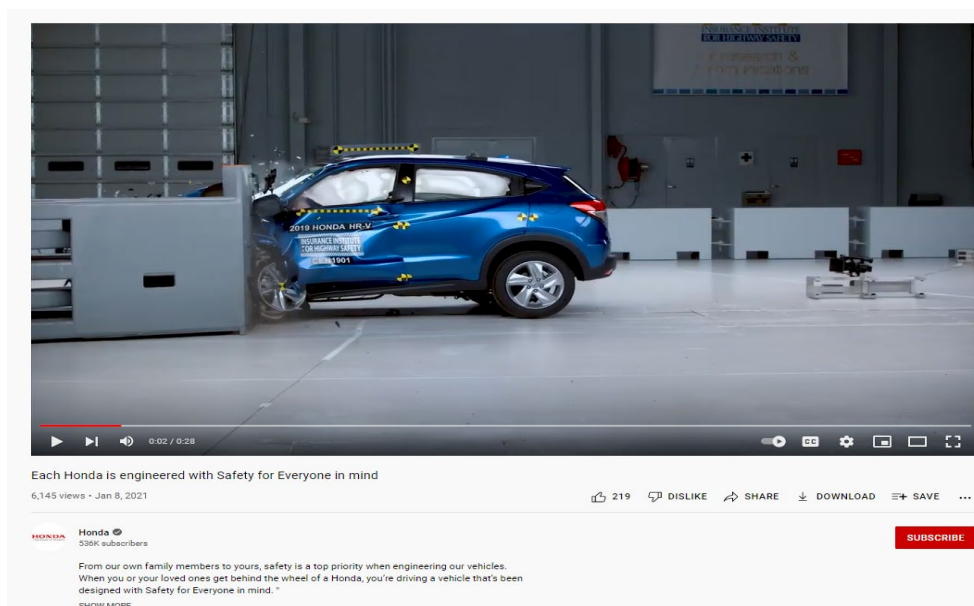 INSURANCE INSTITUTE
FOR HIGHWAY SAFETY
research &
communications
2019 HONDA HR-V
INSURANCE INSTITUTE
FOR HIGHWAY SAFETY
0:02 / 0:28
CC
Each Honda is engineered with Safety for Everyone in mind
6,145 views • Jan 8, 2021
219
DISLIKE
SHARE
DOWNLOAD
SAVE
HONDA
Honda
536K subscribers
SUBSCRIBE
From our own family members to yours, safety is a top priority when engineering our vehicles.
When you or your loved ones get behind the wheel of a Honda, you're driving a vehicle that's been
designed with Safety for Everyone in mind. *
SHOW MORE